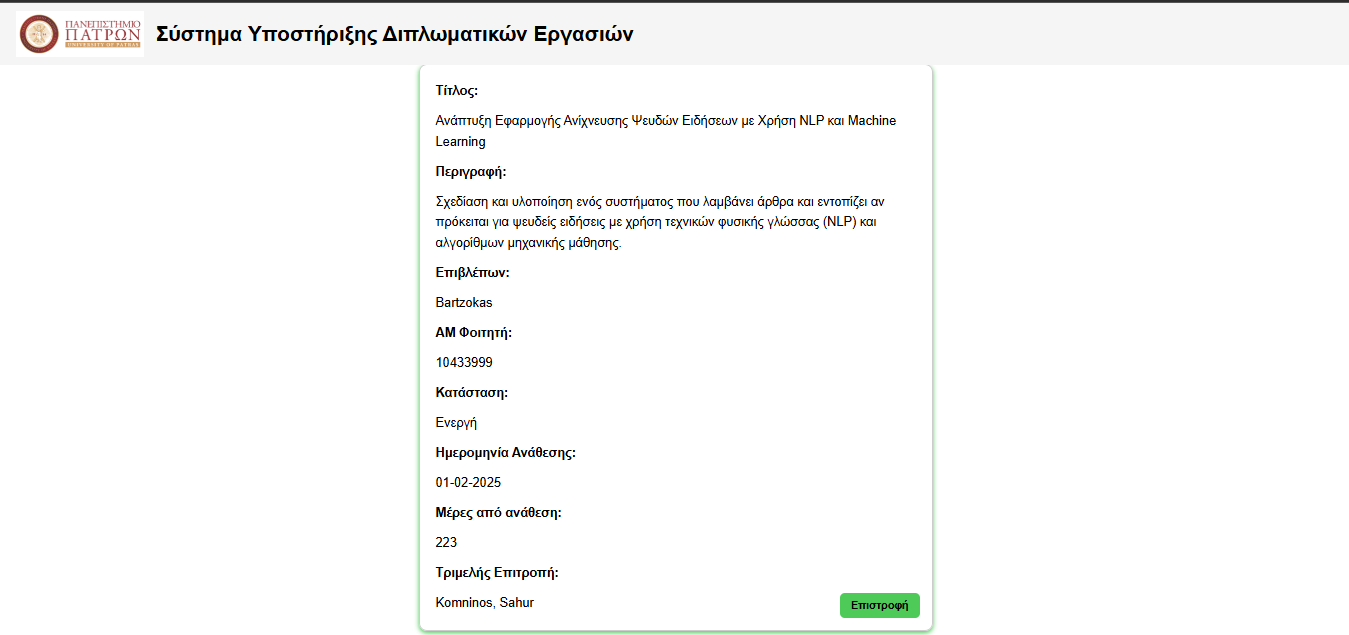 ΠΑΝΕΠΙΣΤΗΜΙΟ
ΠΑΤΡΩΝ
UNIVERSITY OF PATRAS
Σύστημα Υποστήριξης Διπλωματικών Εργασιών
Τίτλος:
Ανάπτυξη Εφαρμογής Ανίχνευσης Ψευδών Ειδήσεων με Χρήση NLP και Machine
Learning
Περιγραφή:
Σχεδίαση και υλοποίηση ενός συστήματος που λαμβάνει άρθρα και εντοπίζει αν
πρόκειται για ψευδείς ειδήσεις με χρήση τεχνικών φυσικής γλώσσας (NLP) και
αλγορίθμων μηχανικής μάθησης.
Επιβλέπων:
Bartzokas
ΑΜ Φοιτητή:
10433999
Κατάσταση:
Ενεργή
Ημερομηνία Ανάθεσης:
01-02-2025
Μέρες από ανάθεση:
223
Τριμελής Επιτροπή:
Komninos, Sahur
Επιστροφή